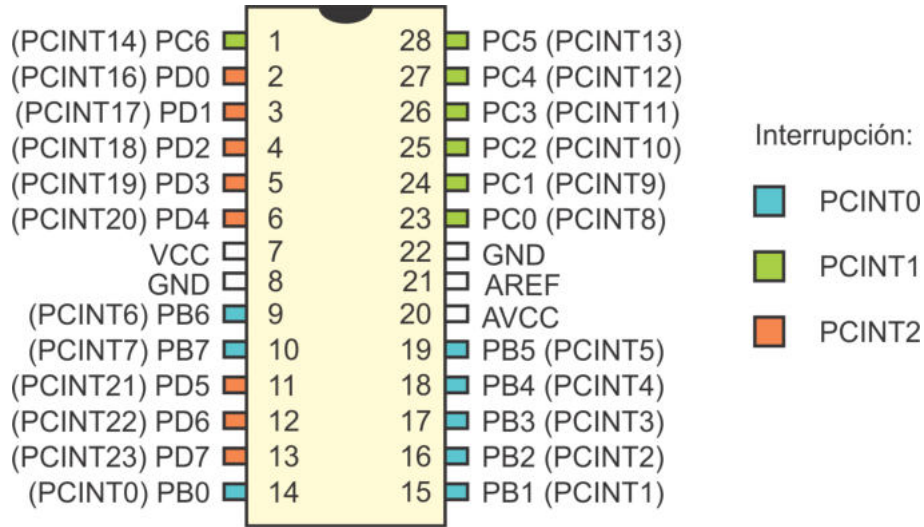 (PCINT14) PC6 1 28 PC5 (PCINT13)
(PCINT16) PD0 2 27 PC4 (PCINT12)
(PCINT17) PD1 3 26 PC3 (PCINT11)
(PCINT18) PD2 4 25 PC2 (PCINT10)
(PCINT19) PD3 5 24 PC1 (PCINT9)
(PCINT20) PD4 6 23 PC0 (PCINT8)
VCC 7 22 GND
GND 8 21 AREF
(PCINT6) PB6 9 20 AVCC
(PCINT7) PB7 10 19 PB5 (PCINT5)
(PCINT21) PD5 11 18 PB4 (PCINT4)
(PCINT22) PD6 12 17 PB3 (PCINT3)
(PCINT23) PD7 13 16 PB2 (PCINT2)
(PCINT0) PB0 14 15 PB1 (PCINT1)
Interrupción:
PCINT0
PCINT1
PCINT2